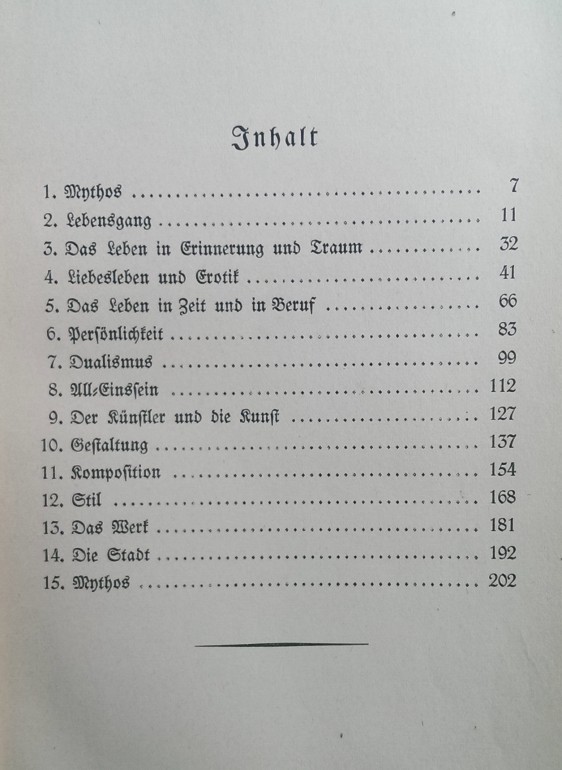 Inhalt
1. Mythos ........................................ 7
2. Lebensgang ..................................... 11
3. Das Leben in Erinnerung und Traum ............. 32
4. Liebesleben und Erotik ........................... 41
5. Das Leben in Zeit und in Beruf .................. 66
6. Persönlichkeit .................................... 83
7. Dualismus ..................................... 99
8. All-Einssein .................................... 112
9. Der Künstler und die Kunst ...................... 127
10. Gestaltung ...................................... 137
11. Komposition .................................... 154
12. Stil ........................................... 168
13. Das Werk ...................................... 181
14. Die Stadt ...................................... 192
15. Mythos ........................................ 202